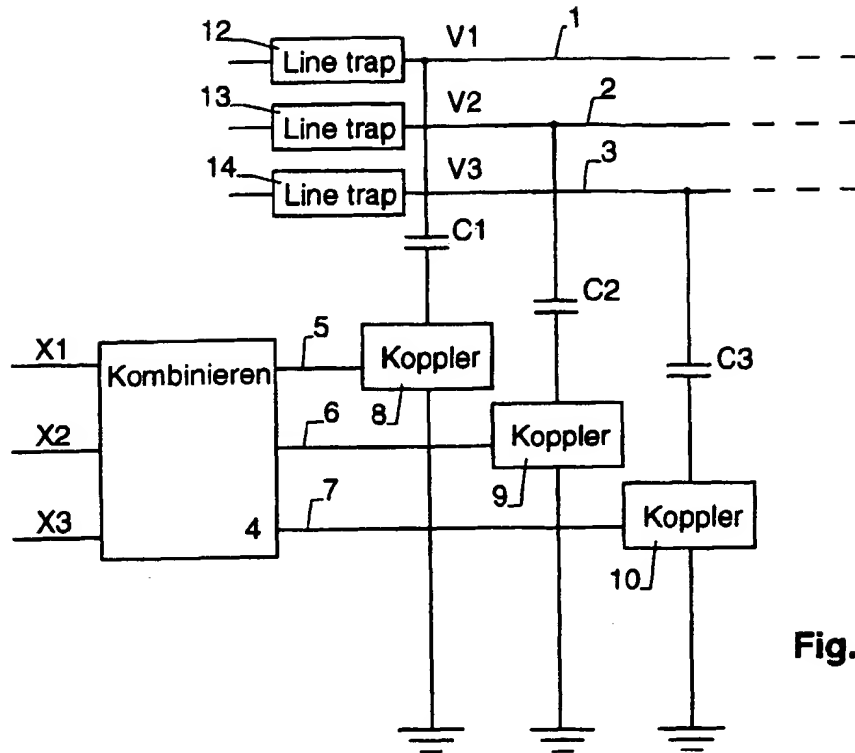 12 Line trap V1 1
13 Line trap V2 2
14 Line trap V3 3
C1
C2
C3
X1 Kombinieren 5 Koppler 8
X2 6 Koppler 9
X3 4 7 Koppler 10
Fig.